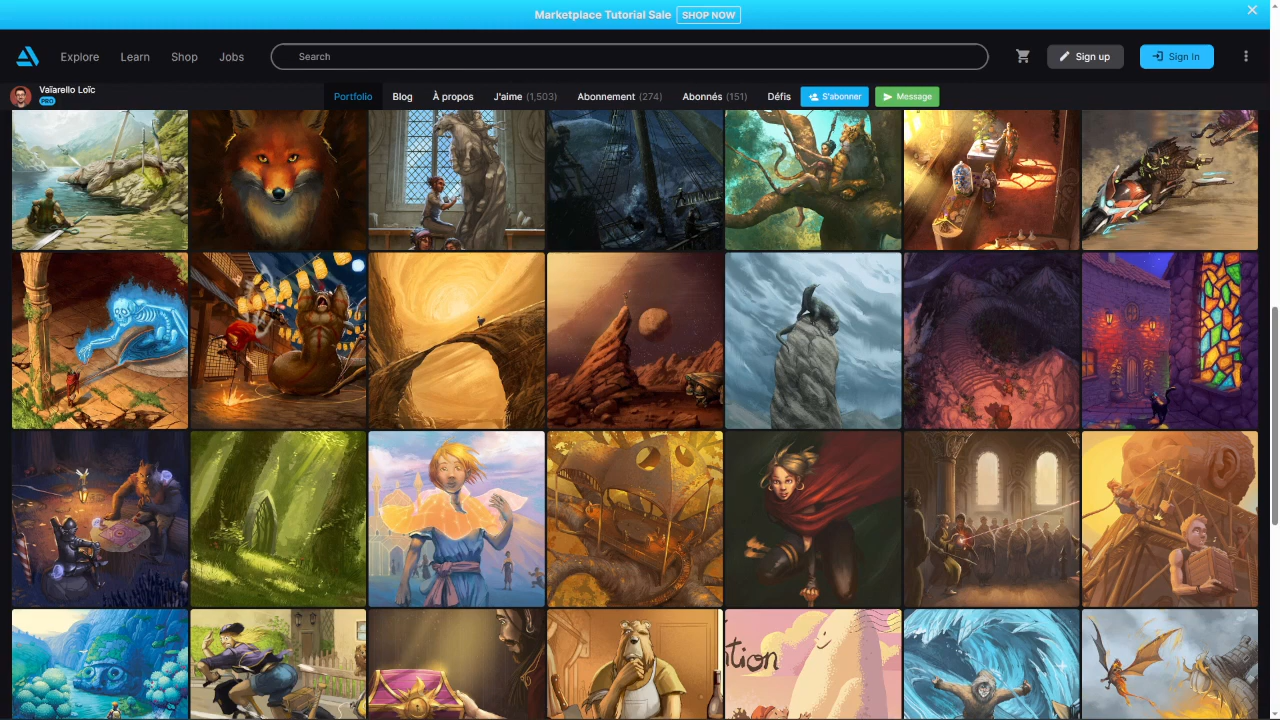 Marketplace Tutorial Sale SHOP NOW
Explore Learn Shop Jobs Search Sign up Sign In
Vaïarello Loïc
PRO
Portfolio Blog À propos J'aime (1,503) Abonnement (274) Abonnés (151) Défis S'abonner Message
tion